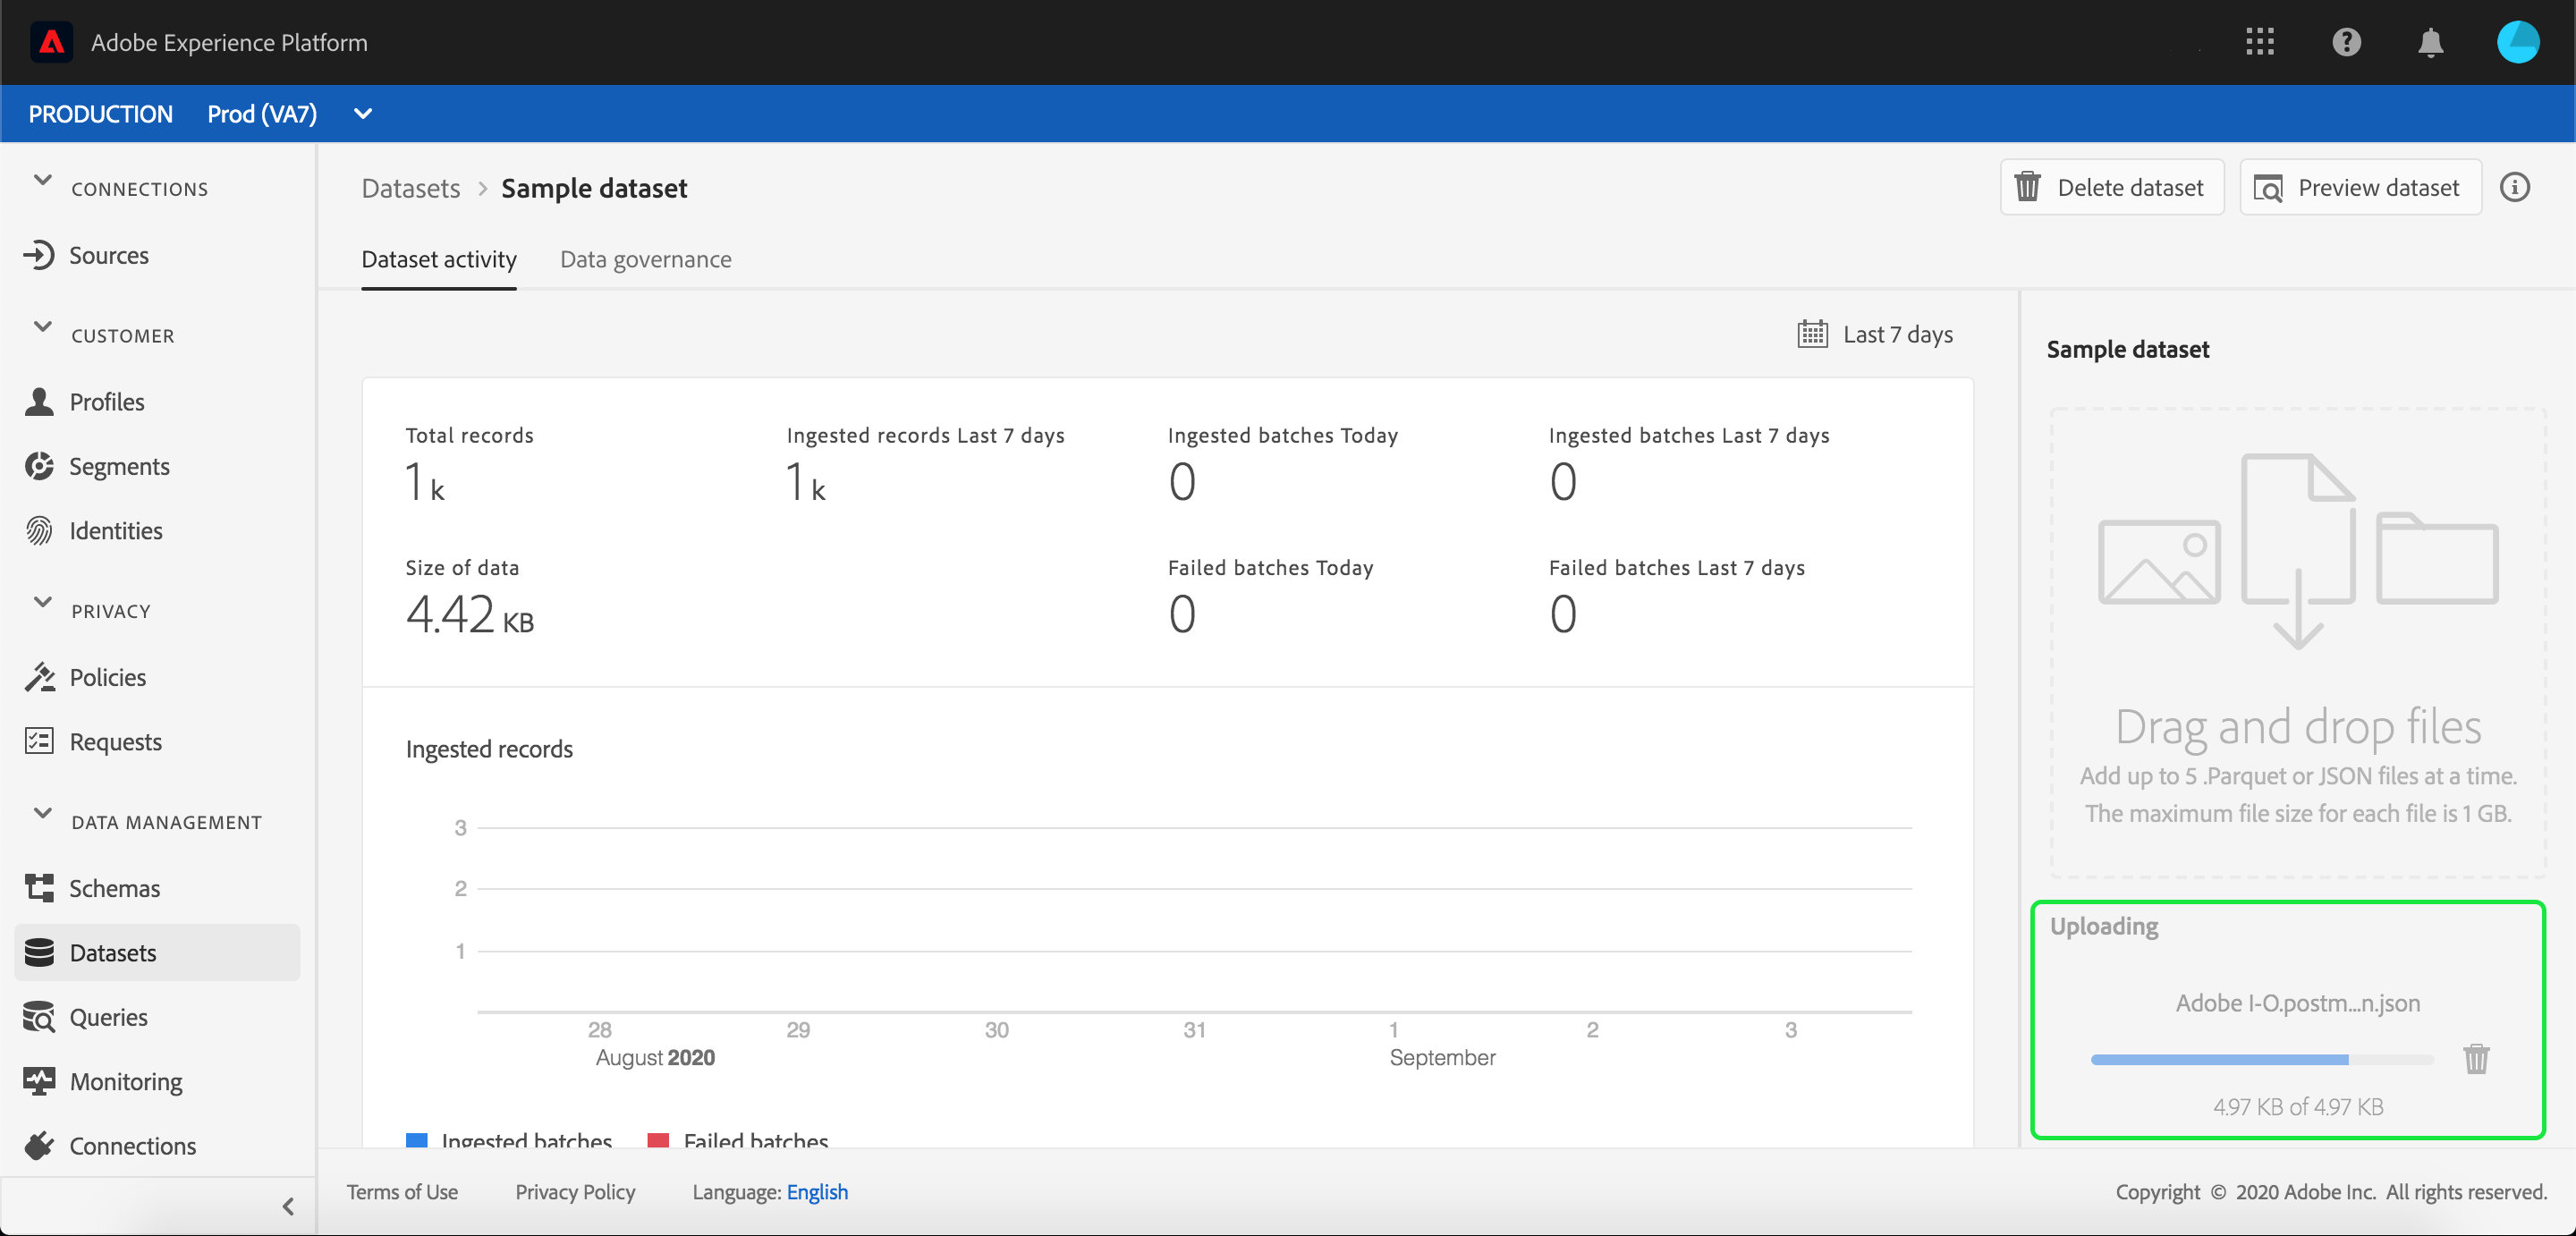 Adobe Experience Platform
PRODUCTION Prod (VA7)
CONNECTIONS
Sources
CUSTOMER
Profiles
Segments
Identities
PRIVACY
Policies
Requests
DATA MANAGEMENT
Schemas
Datasets
Queries
Monitoring
Connections
Datasets > Sample dataset
Delete dataset
Preview dataset
Dataset activity
Data governance
Last 7 days
Total records
1 k
Ingested records Last 7 days
1 k
Ingested batches Today
0
Ingested batches Last 7 days
0
Size of data
4.42 KB
Failed batches Today
0
Failed batches Last 7 days
0
Ingested records
3
2
1
28 29 30 31 1 2 3
August 2020 September
Ingested batches Failed batches
Sample dataset
Drag and drop files
Add up to 5 .Parquet or JSON files at a time.
The maximum file size for each file is 1 GB.
Uploading
Adobe I-O.postm...n.json
4.97 KB of 4.97 KB
Terms of Use Privacy Policy Language: English
Copyright © 2020 Adobe Inc. All rights reserved.